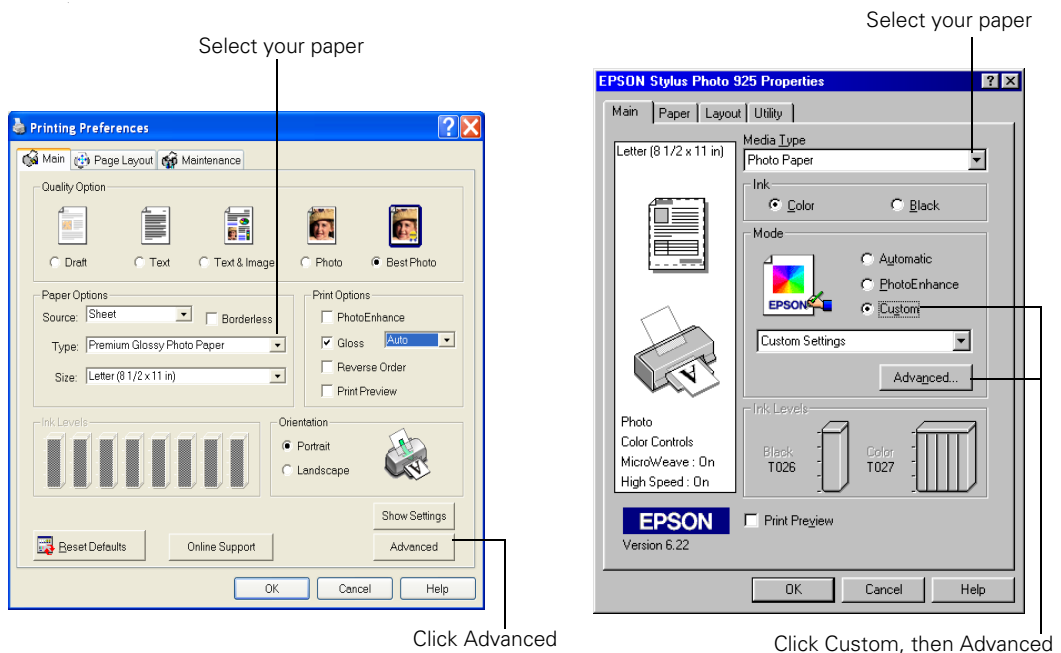 Select your paper
Printing Preferences
Main Page Layout Maintenance
Quality Option
Draft Text Text & Image Photo Best Photo
Paper Options
Source: Sheet Borderless
Type: Premium Glossy Photo Paper
Size: Letter (8 1/2 x 11 in)
Print Options
PhotoEnhance
Gloss Auto
Reverse Order
Print Preview
Ink Levels
Orientation
Portrait
Landscape
Show Settings
Reset Defaults Online Support Advanced
OK Cancel Help
Click Advanced
Select your paper
EPSON Stylus Photo 925 Properties
Main Paper Layout Utility
Letter (8 1/2 x 11 in)
Media Type
Photo Paper
Ink
Color Black
Mode
Automatic
PhotoEnhance
Custom
EPSON
Custom Settings
Advanced...
Photo
Color Controls
MicroWeave : On
High Speed : On
Ink Levels
Black
T026
Color
T027
EPSON
Version 6.22
Print Preview
OK Cancel Help
Click Custom, then Advanced